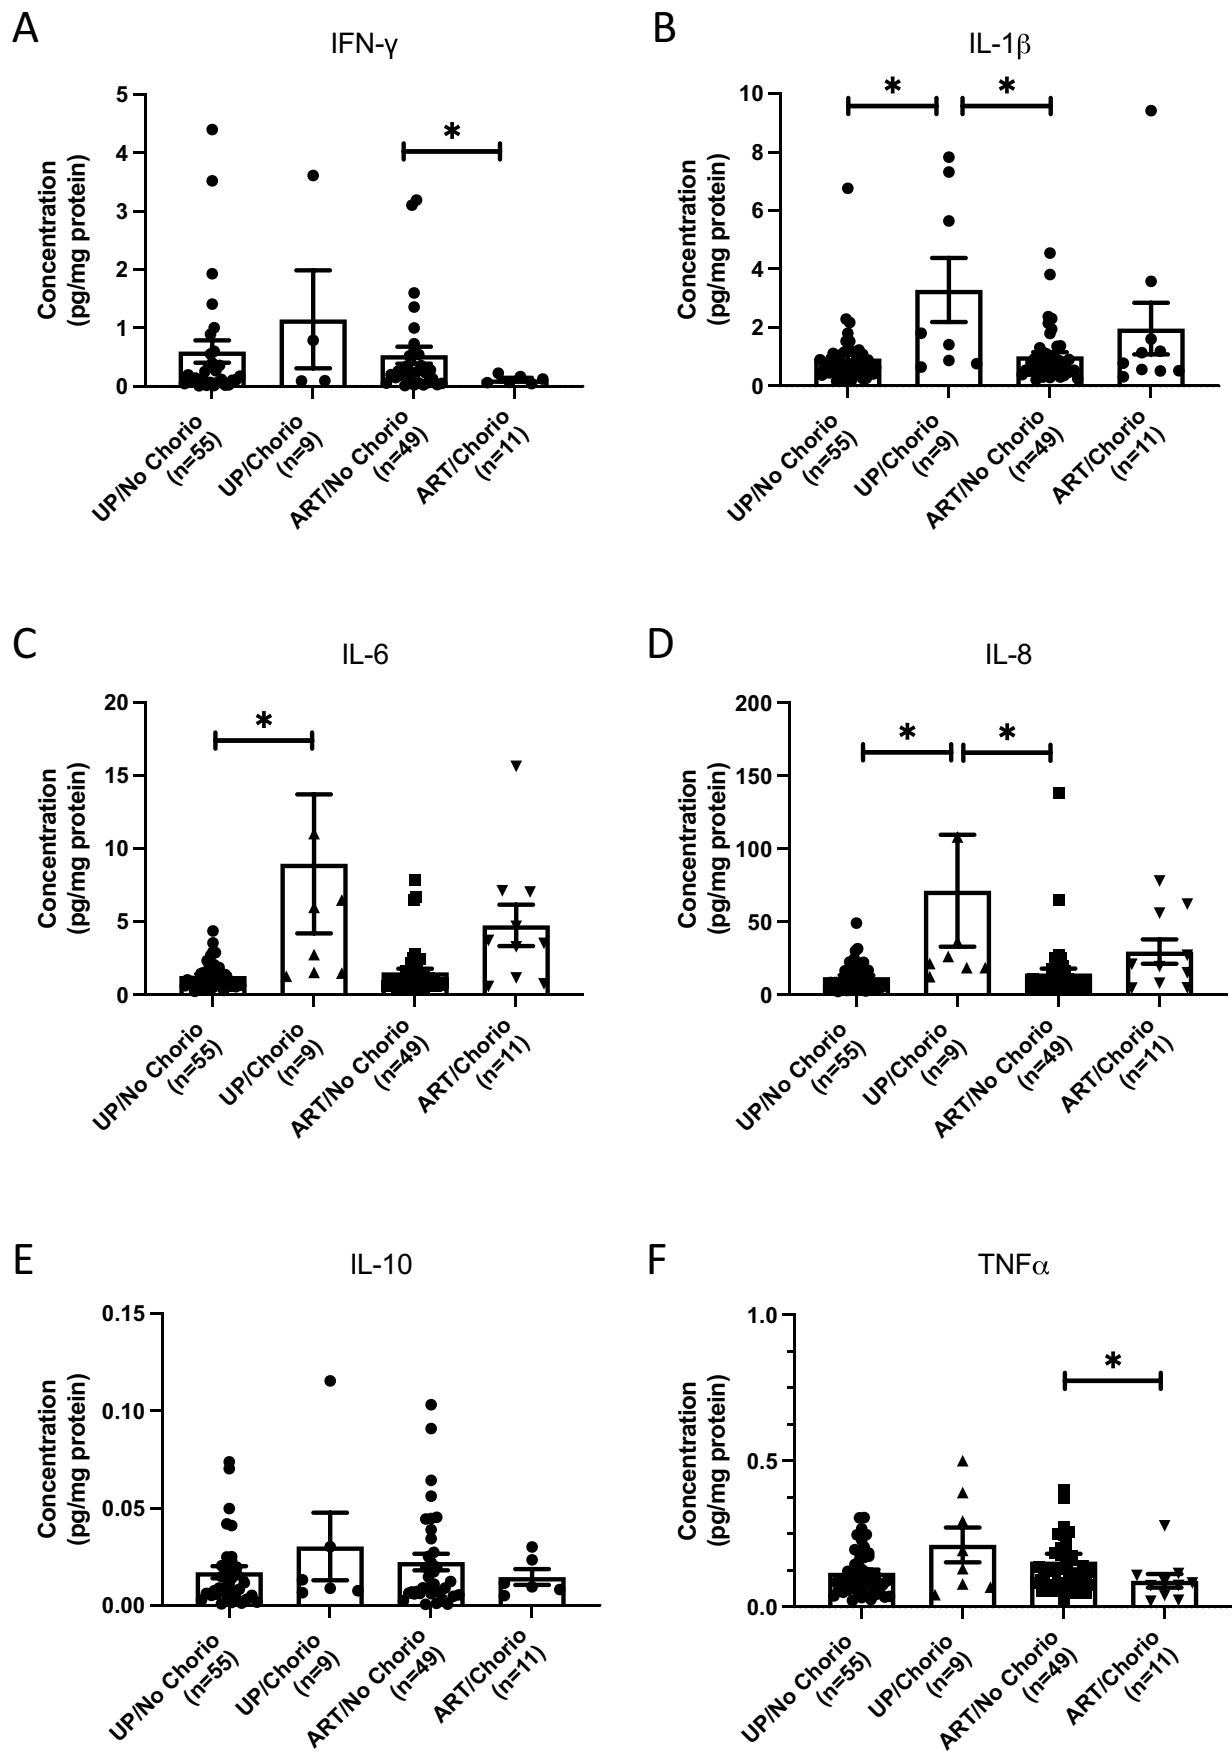 A
IFN-γ
Concentration
(pg/mg protein)
5
4
3
2
1
0
*
UP/No Chorio
(n=55)
UP/Chorio
(n=9)
ART/No Chorio
(n=49)
ART/Chorio
(n=11)
B
IL-1β
Concentration
(pg/mg protein)
10
8
6
4
2
0
*
*
UP/No Chorio
(n=55)
UP/Chorio
(n=9)
ART/No Chorio
(n=49)
ART/Chorio
(n=11)
C
IL-6
Concentration
(pg/mg protein)
20
15
10
5
0
*
UP/No Chorio
(n=55)
UP/Chorio
(n=9)
ART/No Chorio
(n=49)
ART/Chorio
(n=11)
D
IL-8
Concentration
(pg/mg protein)
200
150
100
50
0
*
*
UP/No Chorio
(n=55)
UP/Chorio
(n=9)
ART/No Chorio
(n=49)
ART/Chorio
(n=11)
E
IL-10
Concentration
(pg/mg protein)
0.15
0.10
0.05
0.00
UP/No Chorio
(n=55)
UP/Chorio
(n=9)
ART/No Chorio
(n=49)
ART/Chorio
(n=11)
F
TNFα
Concentration
(pg/mg protein)
1.0
0.5
0.0
*
UP/No Chorio
(n=55)
UP/Chorio
(n=9)
ART/No Chorio
(n=49)
ART/Chorio
(n=11)